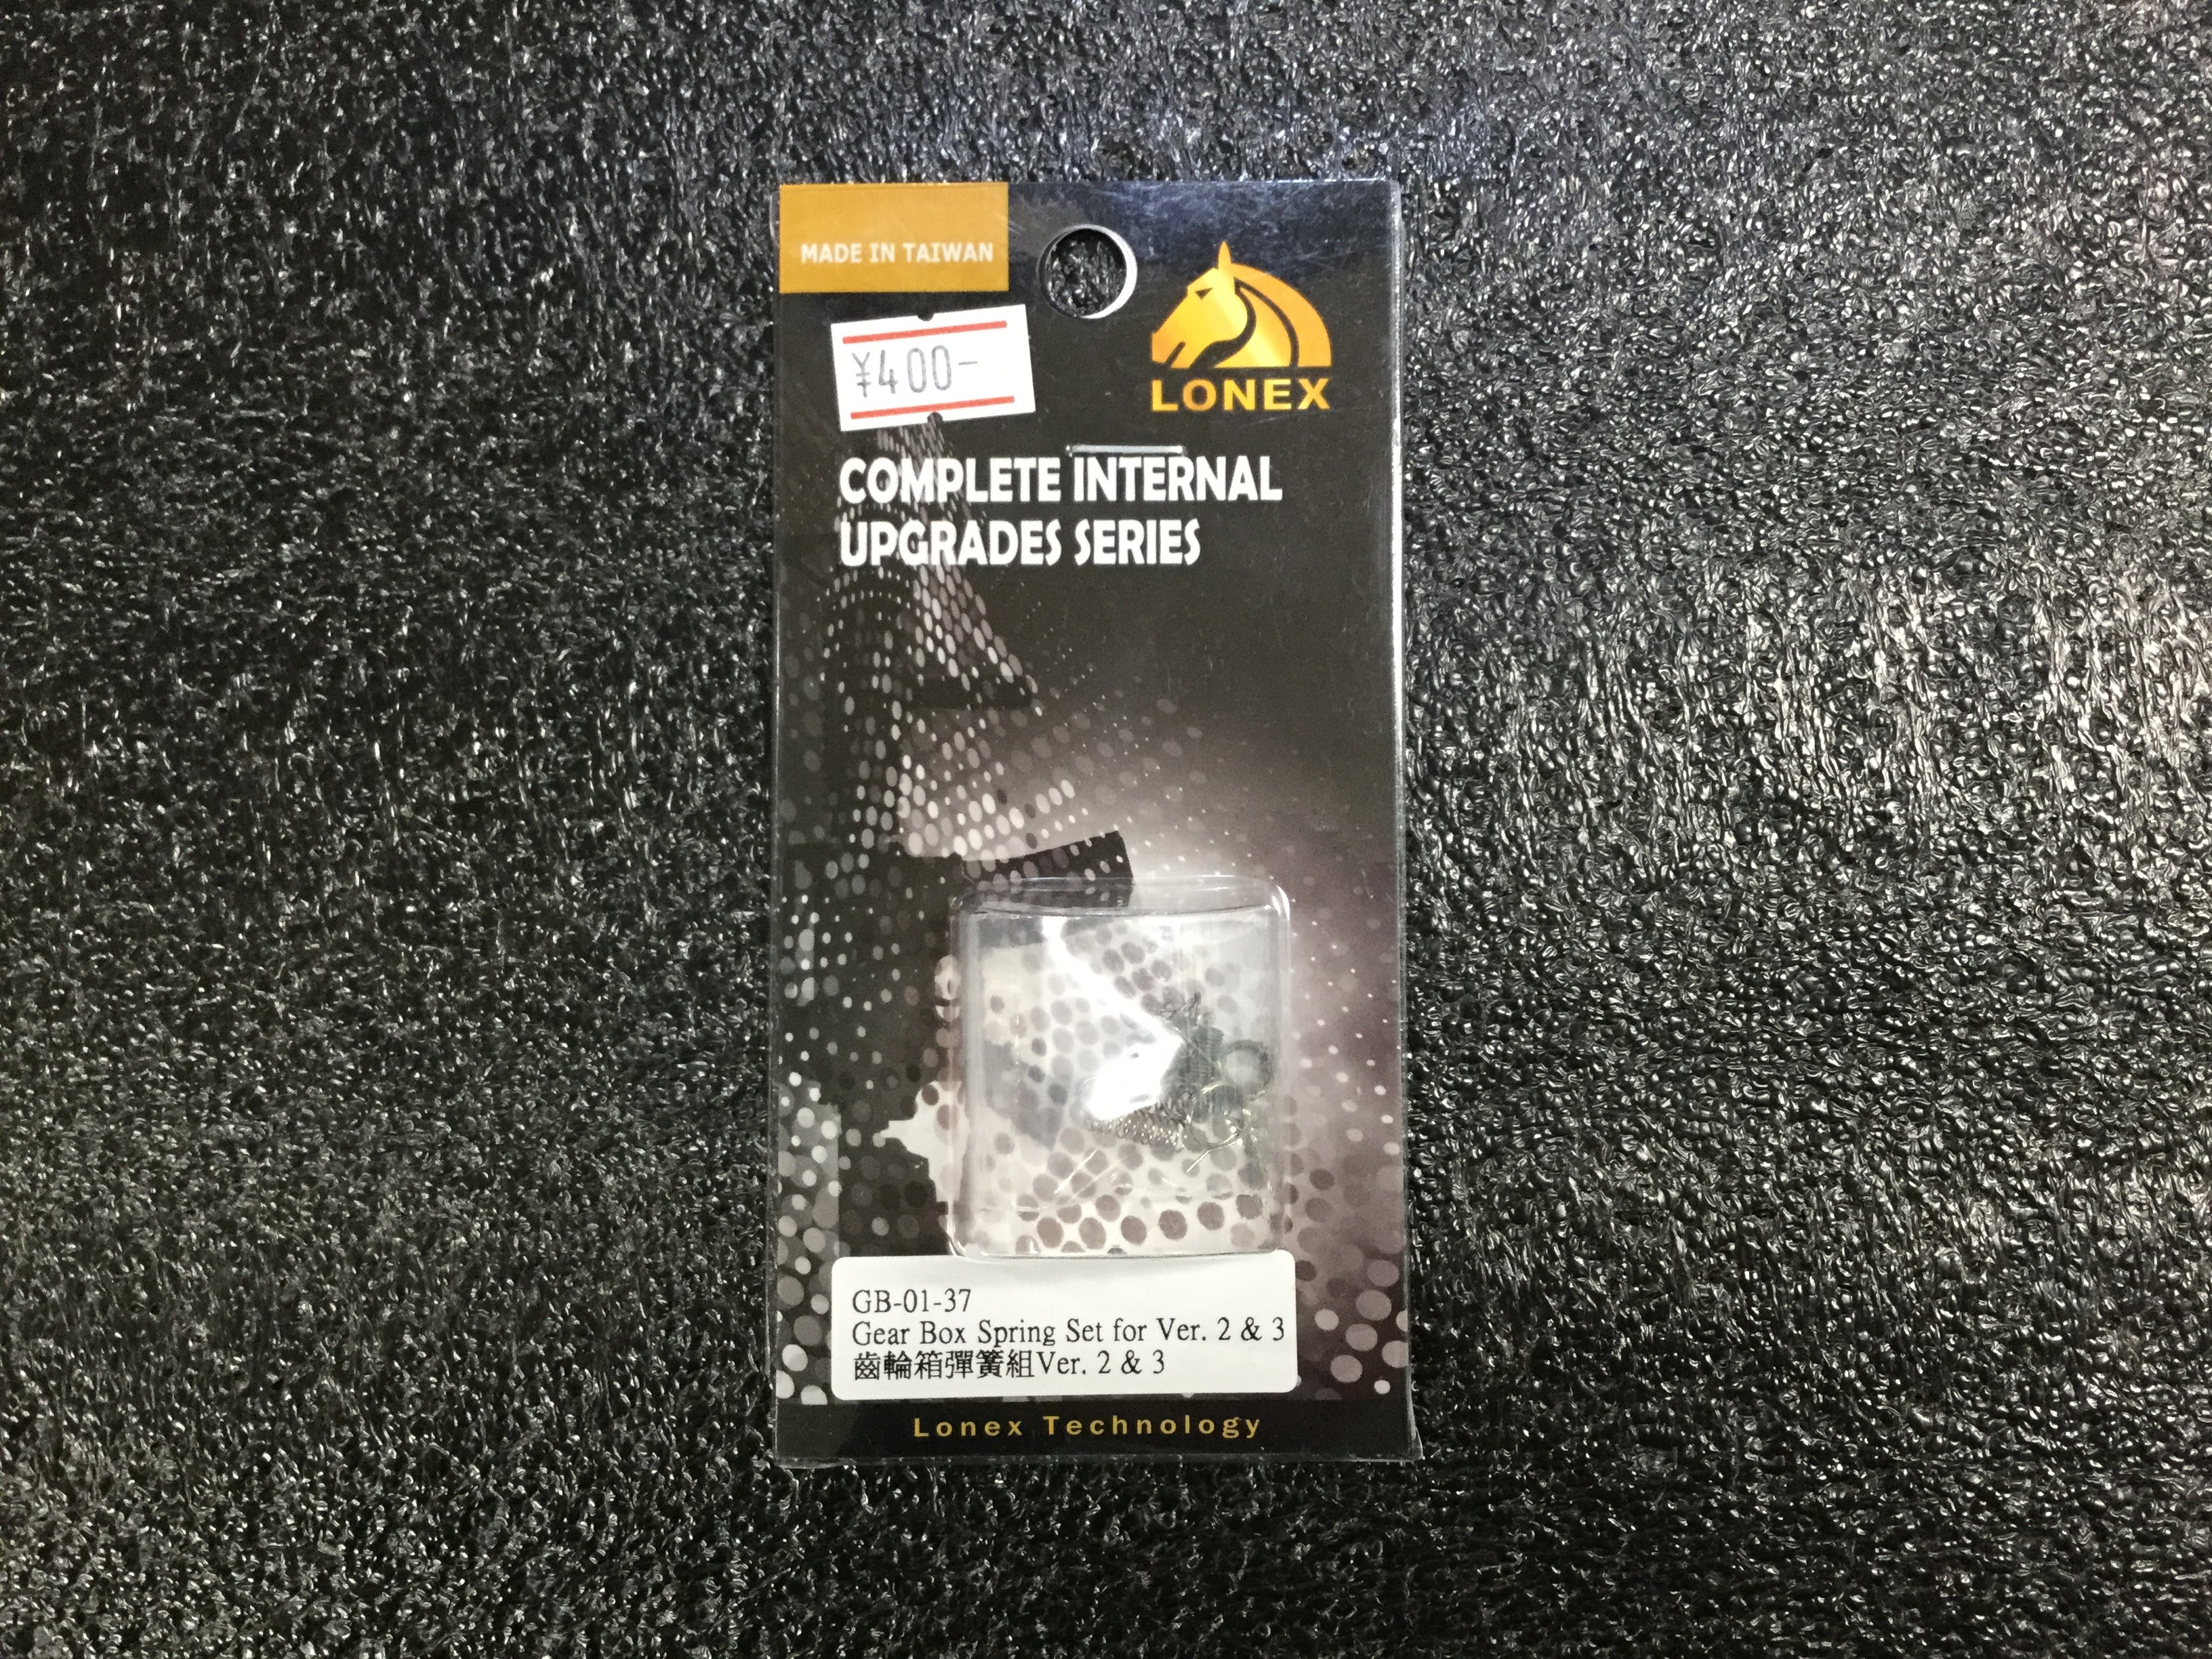 MADE IN TAIWAN
¥400-
LONEX
COMPLETE INTERNAL
UPGRADES SERIES
GB-01-37
Gear Box Spring Set for Ver. 2 & 3
齒輪箱彈簧組Ver. 2 & 3
Lonex Technology